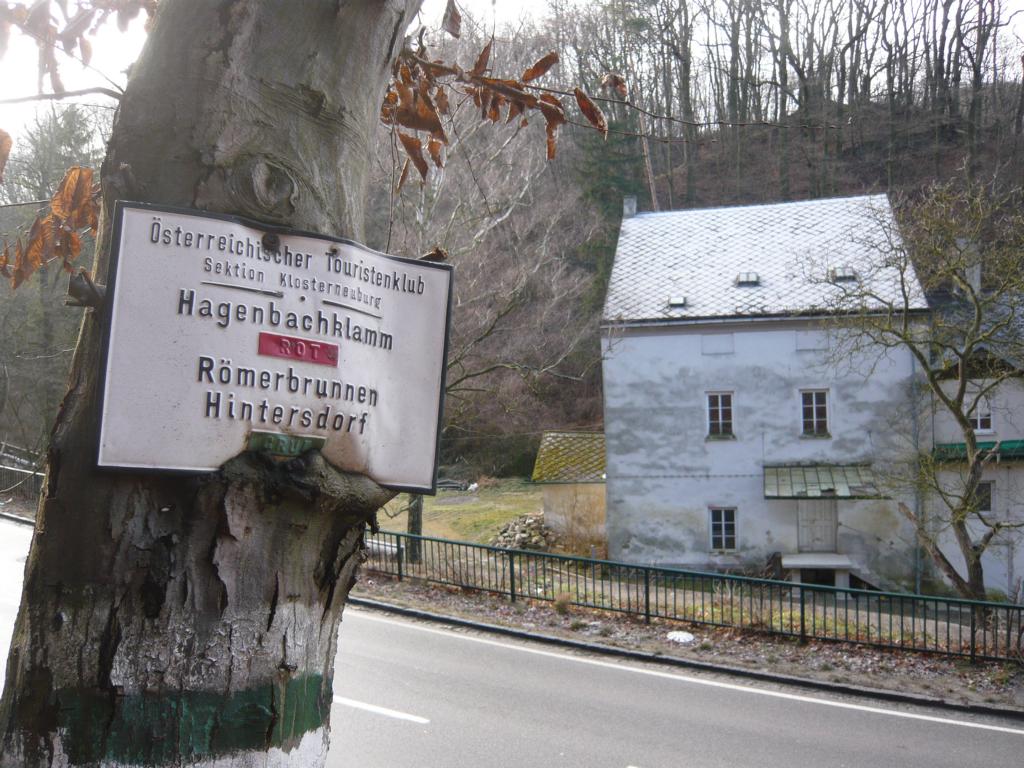 Österreichischer Touristenklub
Sektion Klosterneuburg
Hagenbachklamm
ROT
Römerbrunnen
Hintersdorf